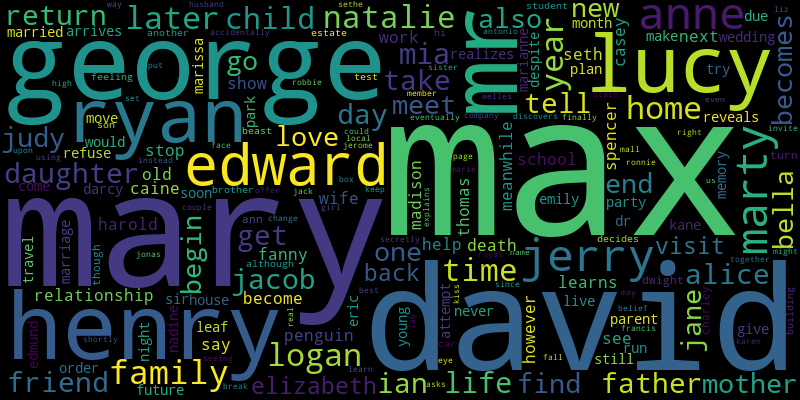 return
later
child
natalie
also
new
anne
due
married
arrives
another
accidentally
husband
sethe
hi
antonio
student
way
estate
month
liz
george
mr
year
lucy
becomes
feeling
marissa
go
work
mia
sister
marianne
despite
realizes
make
next
wedding
casey
seth
plan
try
high
put
show
take
test
robbie
ryan
park
day
meet
member
welles
tell
home
reveals
judy
move
son
would
set
stop
love
beast
face
could
local
jerome
company
eventually
discovers
finally
spencer
even
right
invite
turn
daughter
refuse
upon
using
instead
edward
max
meanwhile
school
mall
ronnie
us
memory
marty
old
box
page
marie
explains
emily
party
end
bella
come
darcy
caine
soon
brother
offer
jack
keep
wife
madison
thomas
dr
kane
mary
travel
marriage
though
harold
begin
ann
change
girl
couple
get
secretly
royal
one
help
death
jerry
decides
visit
together
might
jonas
fanny
although
jacob
back
time
since
learns
alice
dwight
relationship
sirhouse
become
eric
best
young
attempt
kiss
never
however
live
may
belief
francis
parent
jane
charley
give
building
henry
edmund
shortly
night
nadine
leaf
say
real
penguin
logan
car
eye
fall
still
see
run
karen
david
friend
order
future
family
break
seeing
elizabeth
ian
learn
asks
life
find
father
mother